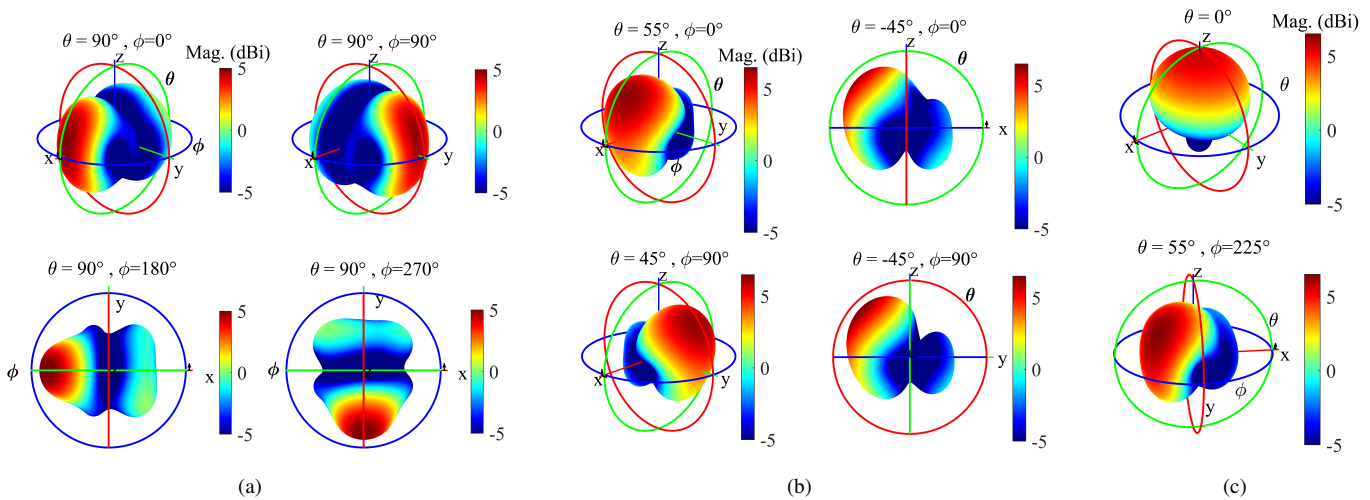 θ = 90° , ϕ=0°
Mag. (dBi)
z
θ
x
y
ϕ
5
0
-5
θ = 90° , ϕ=90°
z
x
y
5
0
-5
θ = 90° , ϕ=180°
y
ϕ
x
5
0
-5
θ = 90° , ϕ=270°
y
ϕ
x
5
0
-5
(a)
θ = 55° , ϕ=0°
Mag. (dBi)
z
θ
y
x
ϕ
5
0
-5
θ = -45° , ϕ=0°
z
θ
x
5
0
-5
θ = 45° , ϕ=90°
z
x
y
5
0
-5
θ = -45° , ϕ=90°
z
θ
y
5
0
-5
(b)
θ = 0°
Mag. (dBi)
z
θ
x
y
5
0
-5
θ = 55° , ϕ=225°
z
θ
x
ϕ
y
5
0
-5
(c)